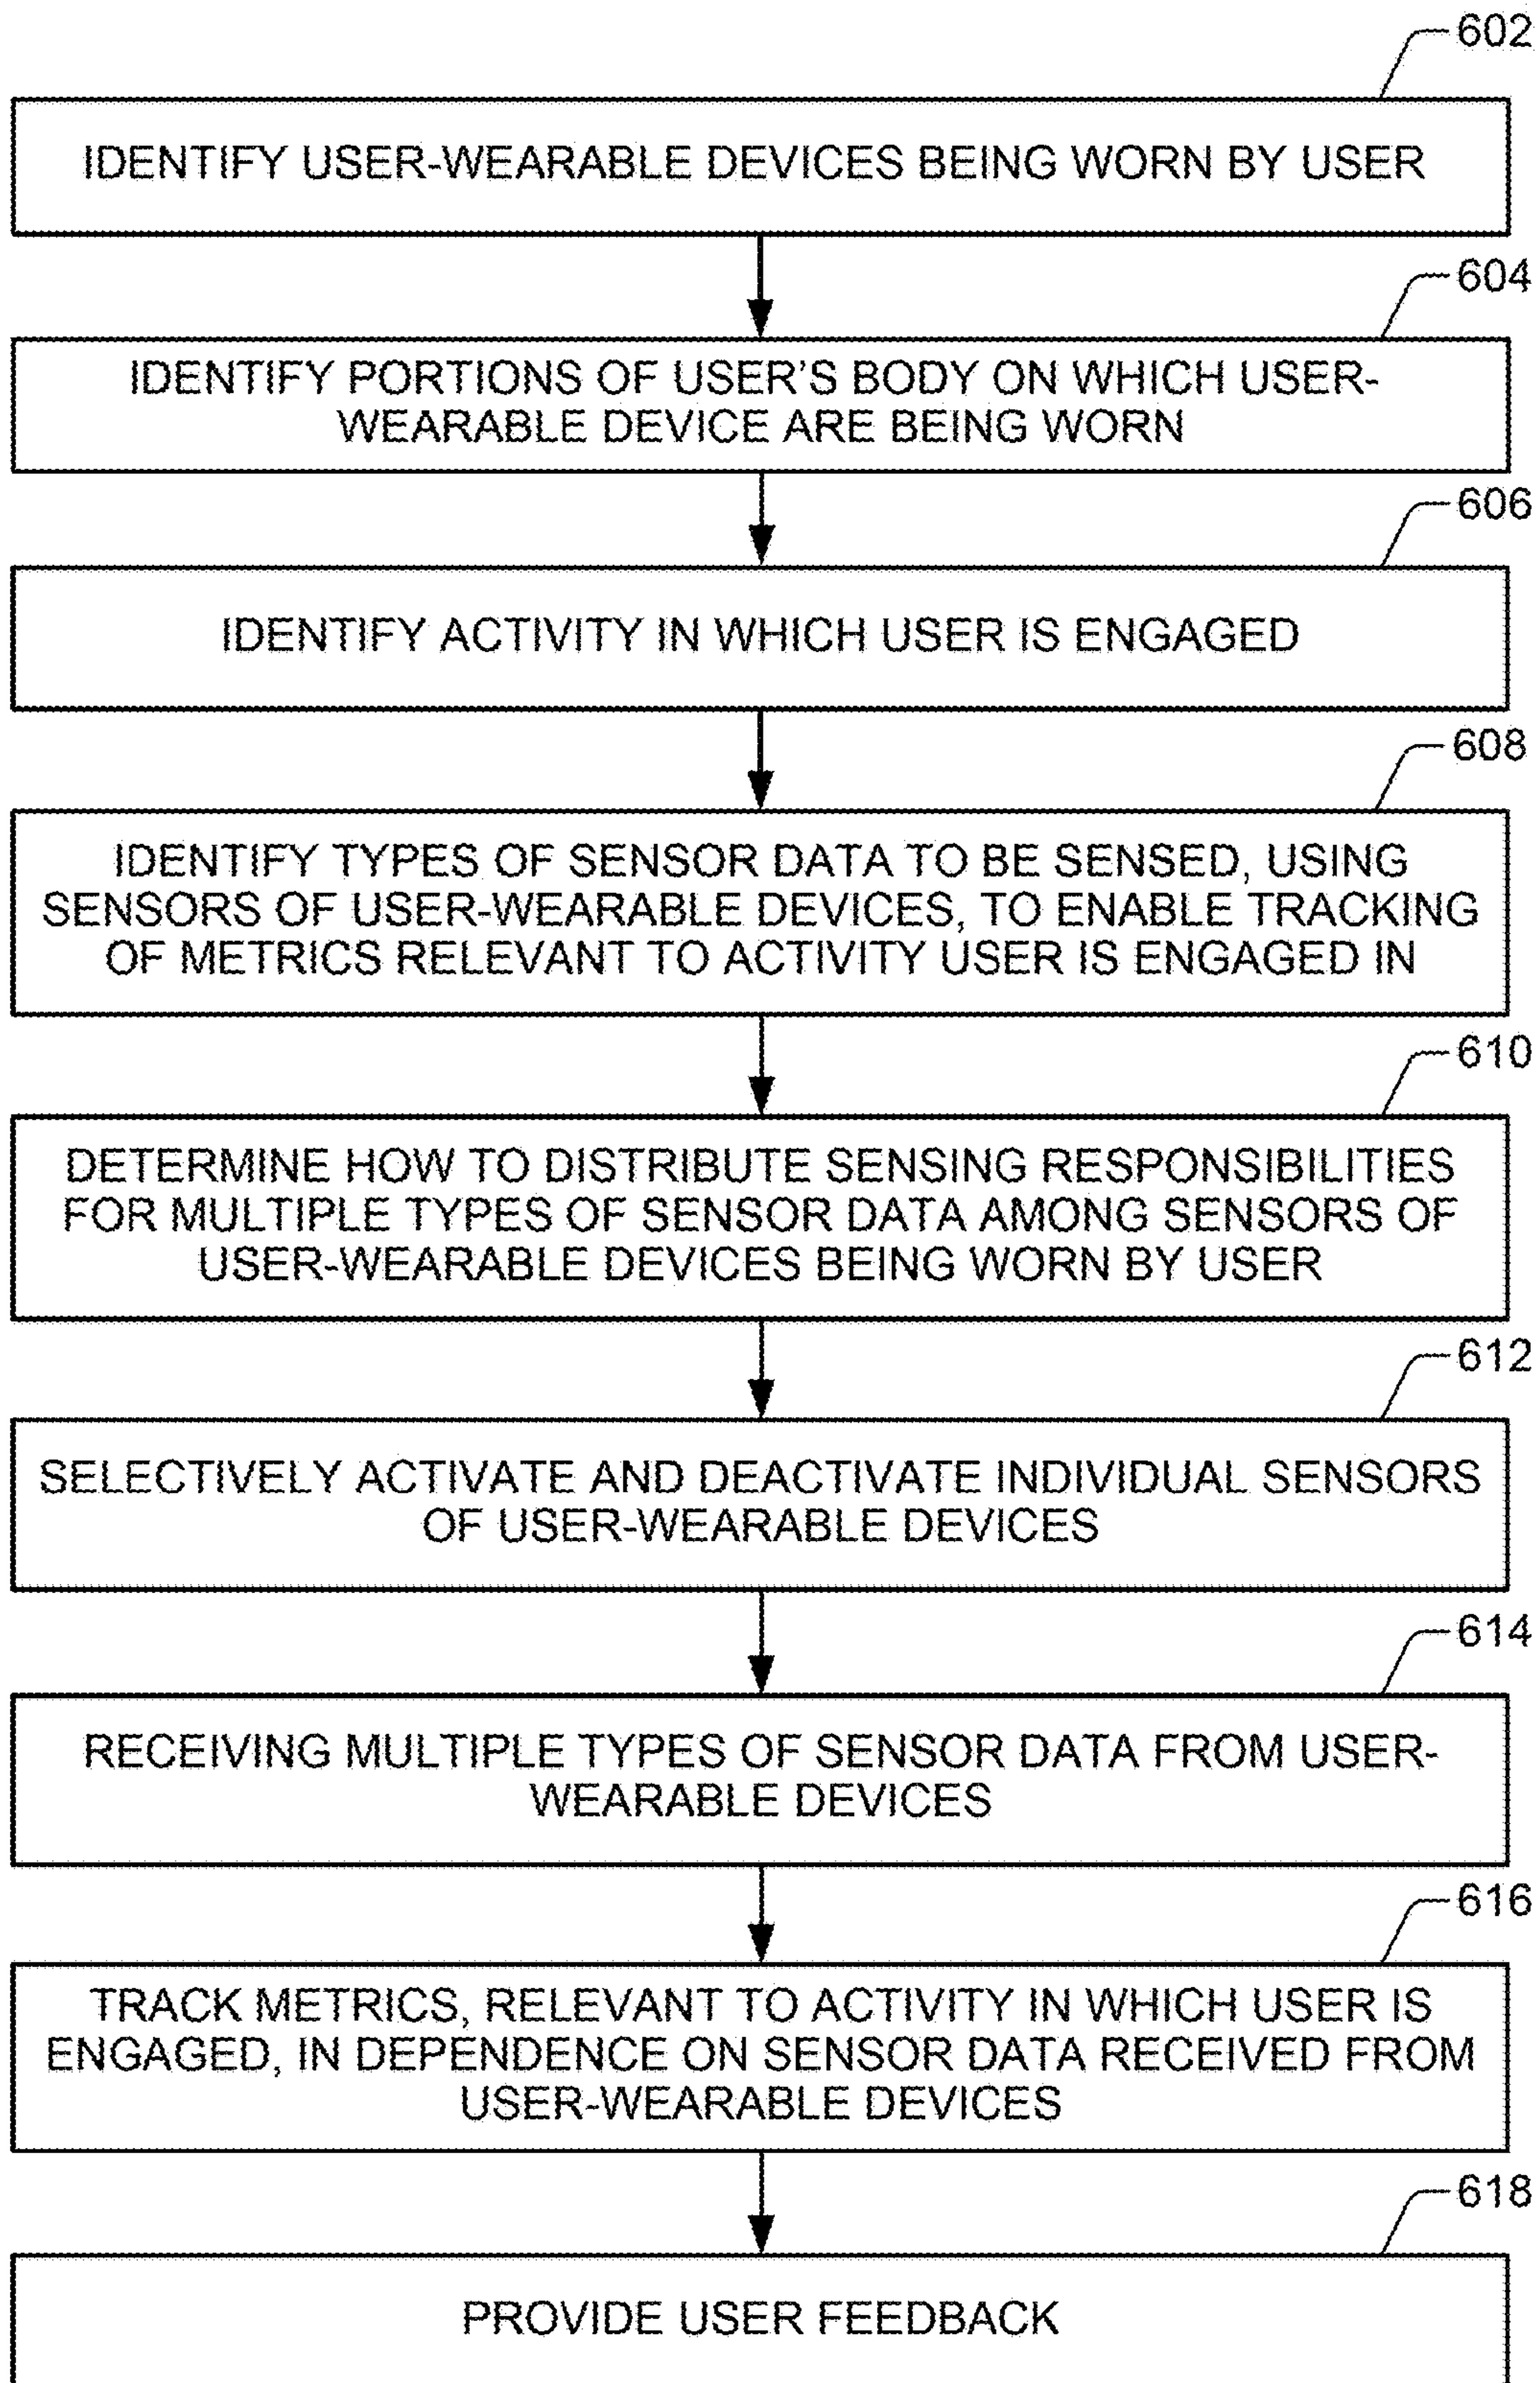 602
IDENTIFY USER-WEARABLE DEVICES BEING WORN BY USER
604
IDENTIFY PORTIONS OF USER'S BODY ON WHICH USER-
WEARABLE DEVICE ARE BEING WORN
606
IDENTIFY ACTIVITY IN WHICH USER IS ENGAGED
608
IDENTIFY TYPES OF SENSOR DATA TO BE SENSED, USING
SENSORS OF USER-WEARABLE DEVICES, TO ENABLE TRACKING
OF METRICS RELEVANT TO ACTIVITY USER IS ENGAGED IN
610
DETERMINE HOW TO DISTRIBUTE SENSING RESPONSIBILITIES
FOR MULTIPLE TYPES OF SENSOR DATA AMONG SENSORS OF
USER-WEARABLE DEVICES BEING WORN BY USER
612
SELECTIVELY ACTIVATE AND DEACTIVATE INDIVIDUAL SENSORS
OF USER-WEARABLE DEVICES
614
RECEIVING MULTIPLE TYPES OF SENSOR DATA FROM USER-
WEARABLE DEVICES
616
TRACK METRICS, RELEVANT TO ACTIVITY IN WHICH USER IS
ENGAGED, IN DEPENDENCE ON SENSOR DATA RECEIVED FROM
USER-WEARABLE DEVICES
618
PROVIDE USER FEEDBACK